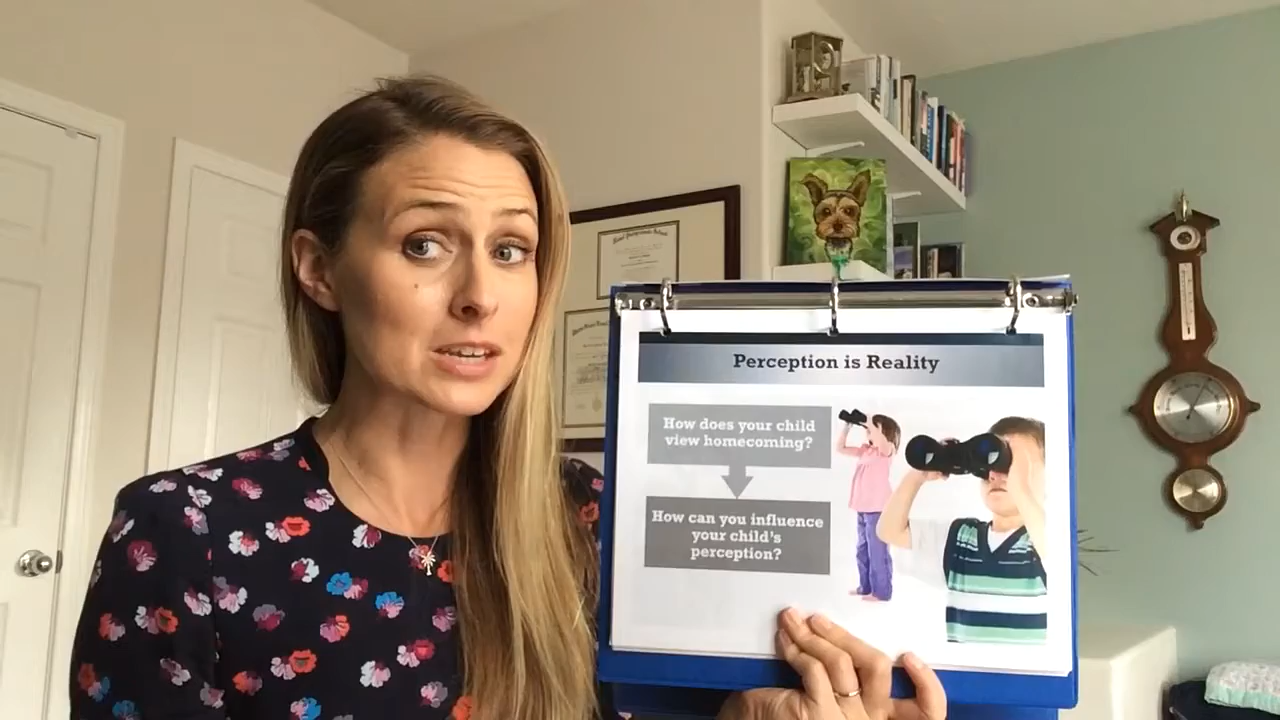 Perception is Reality
How does your child
view homecoming?
How can you influence
your child's
perception?